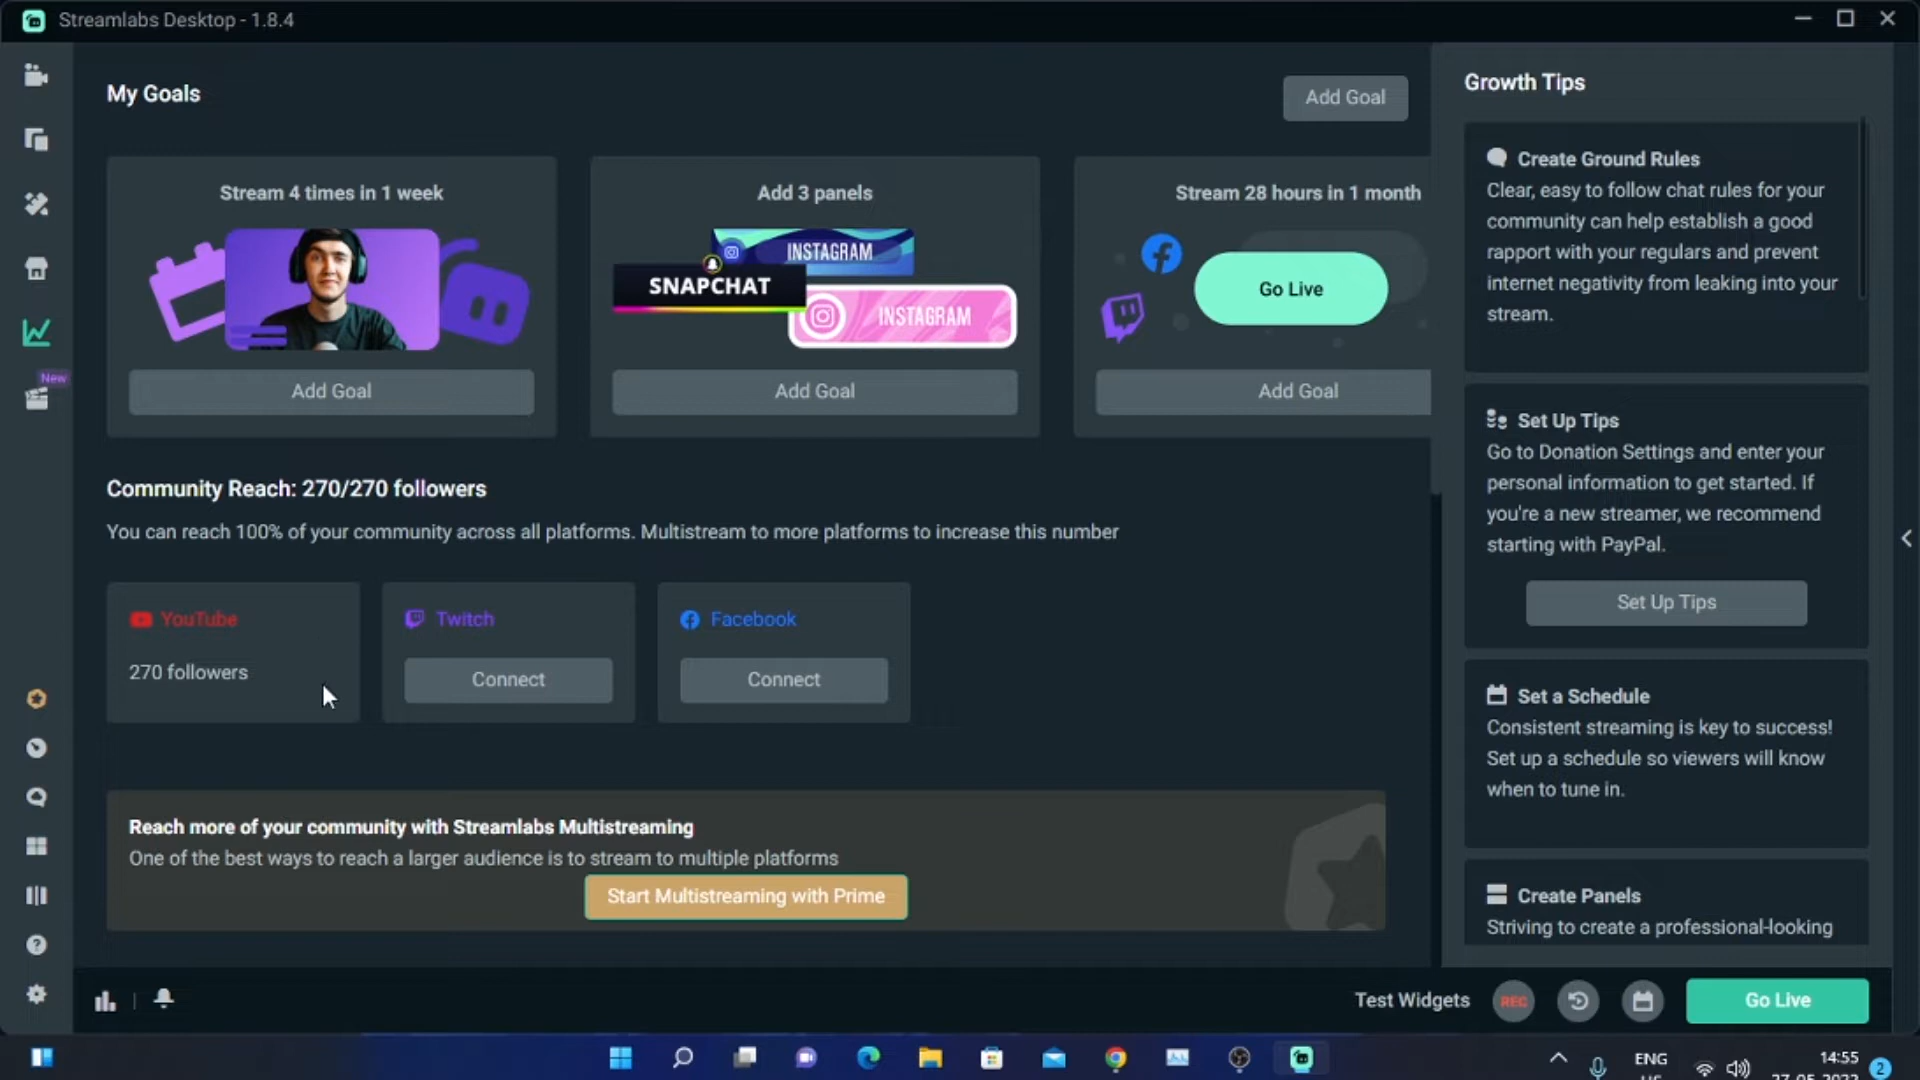 Streamlabs Desktop - 1.8.4
My Goals
Add Goal
Stream 4 times in 1 week
Add Goal
Add 3 panels
INSTAGRAM
SNAPCHAT
INSTAGRAM
Add Goal
Stream 28 hours in 1 month
Go Live
Add Goal
New
Community Reach: 270/270 followers
You can reach 100% of your community across all platforms. Multistream to more platforms to increase this number
YouTube
270 followers
Twitch
Connect
Facebook
Connect
Reach more of your community with Streamlabs Multistreaming
One of the best ways to reach a larger audience is to stream to multiple platforms
Start Multistreaming with Prime
Growth Tips
Create Ground Rules
Clear, easy to follow chat rules for your
community can help establish a good
rapport with your regulars and prevent
internet negativity from leaking into your
stream.
Set Up Tips
Go to Donation Settings and enter your
personal information to get started. If
you're a new streamer, we recommend
starting with PayPal.
Set Up Tips
Set a Schedule
Consistent streaming is key to success!
Set up a schedule so viewers will know
when to tune in.
Create Panels
Striving to create a professional-looking
Test Widgets
REC
Go Live
ENG
14:55
2